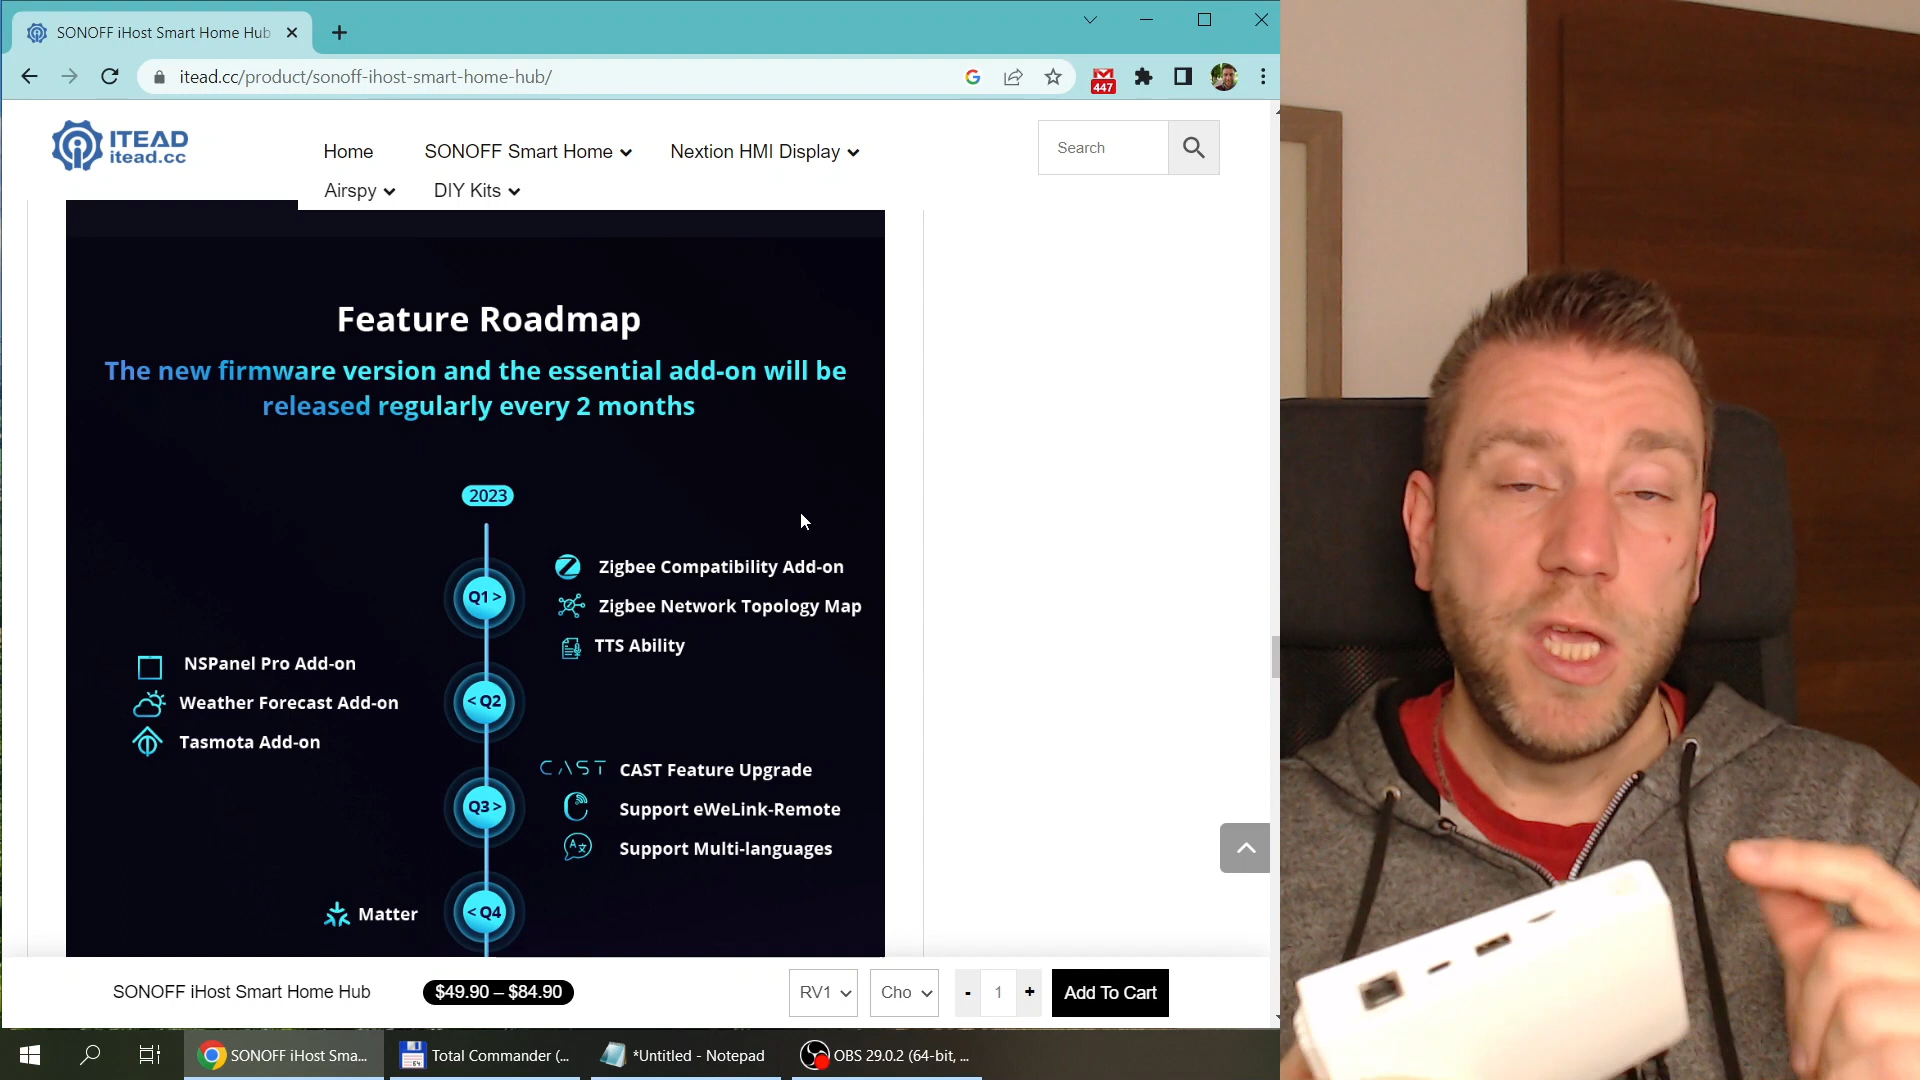 SONOFF iHost Smart Home Hub
itead.cc/product/sonoff-ihost-smart-home-hub/
447
ITEAD
itead.cc
Home
SONOFF Smart Home
Nextion HMI Display
Search
Airspy
DIY Kits
Feature Roadmap
The new firmware version and the essential add-on will be
released regularly every 2 months
2023
Q1 >
Zigbee Compatibility Add-on
Zigbee Network Topology Map
TTS Ability
NSPanel Pro Add-on
Weather Forecast Add-on
Tasmota Add-on
< Q2
CAST
CAST Feature Upgrade
Q3 >
Support eWeLink-Remote
Support Multi-languages
Matter
< Q4
SONOFF iHost Smart Home Hub
$49.90 – $84.90
RV1
Cho
- 1 +
Add To Cart
SONOFF iHost Sma...
64
Total Commander (...
*Untitled - Notepad
OBS 29.0.2 (64-bit, ...